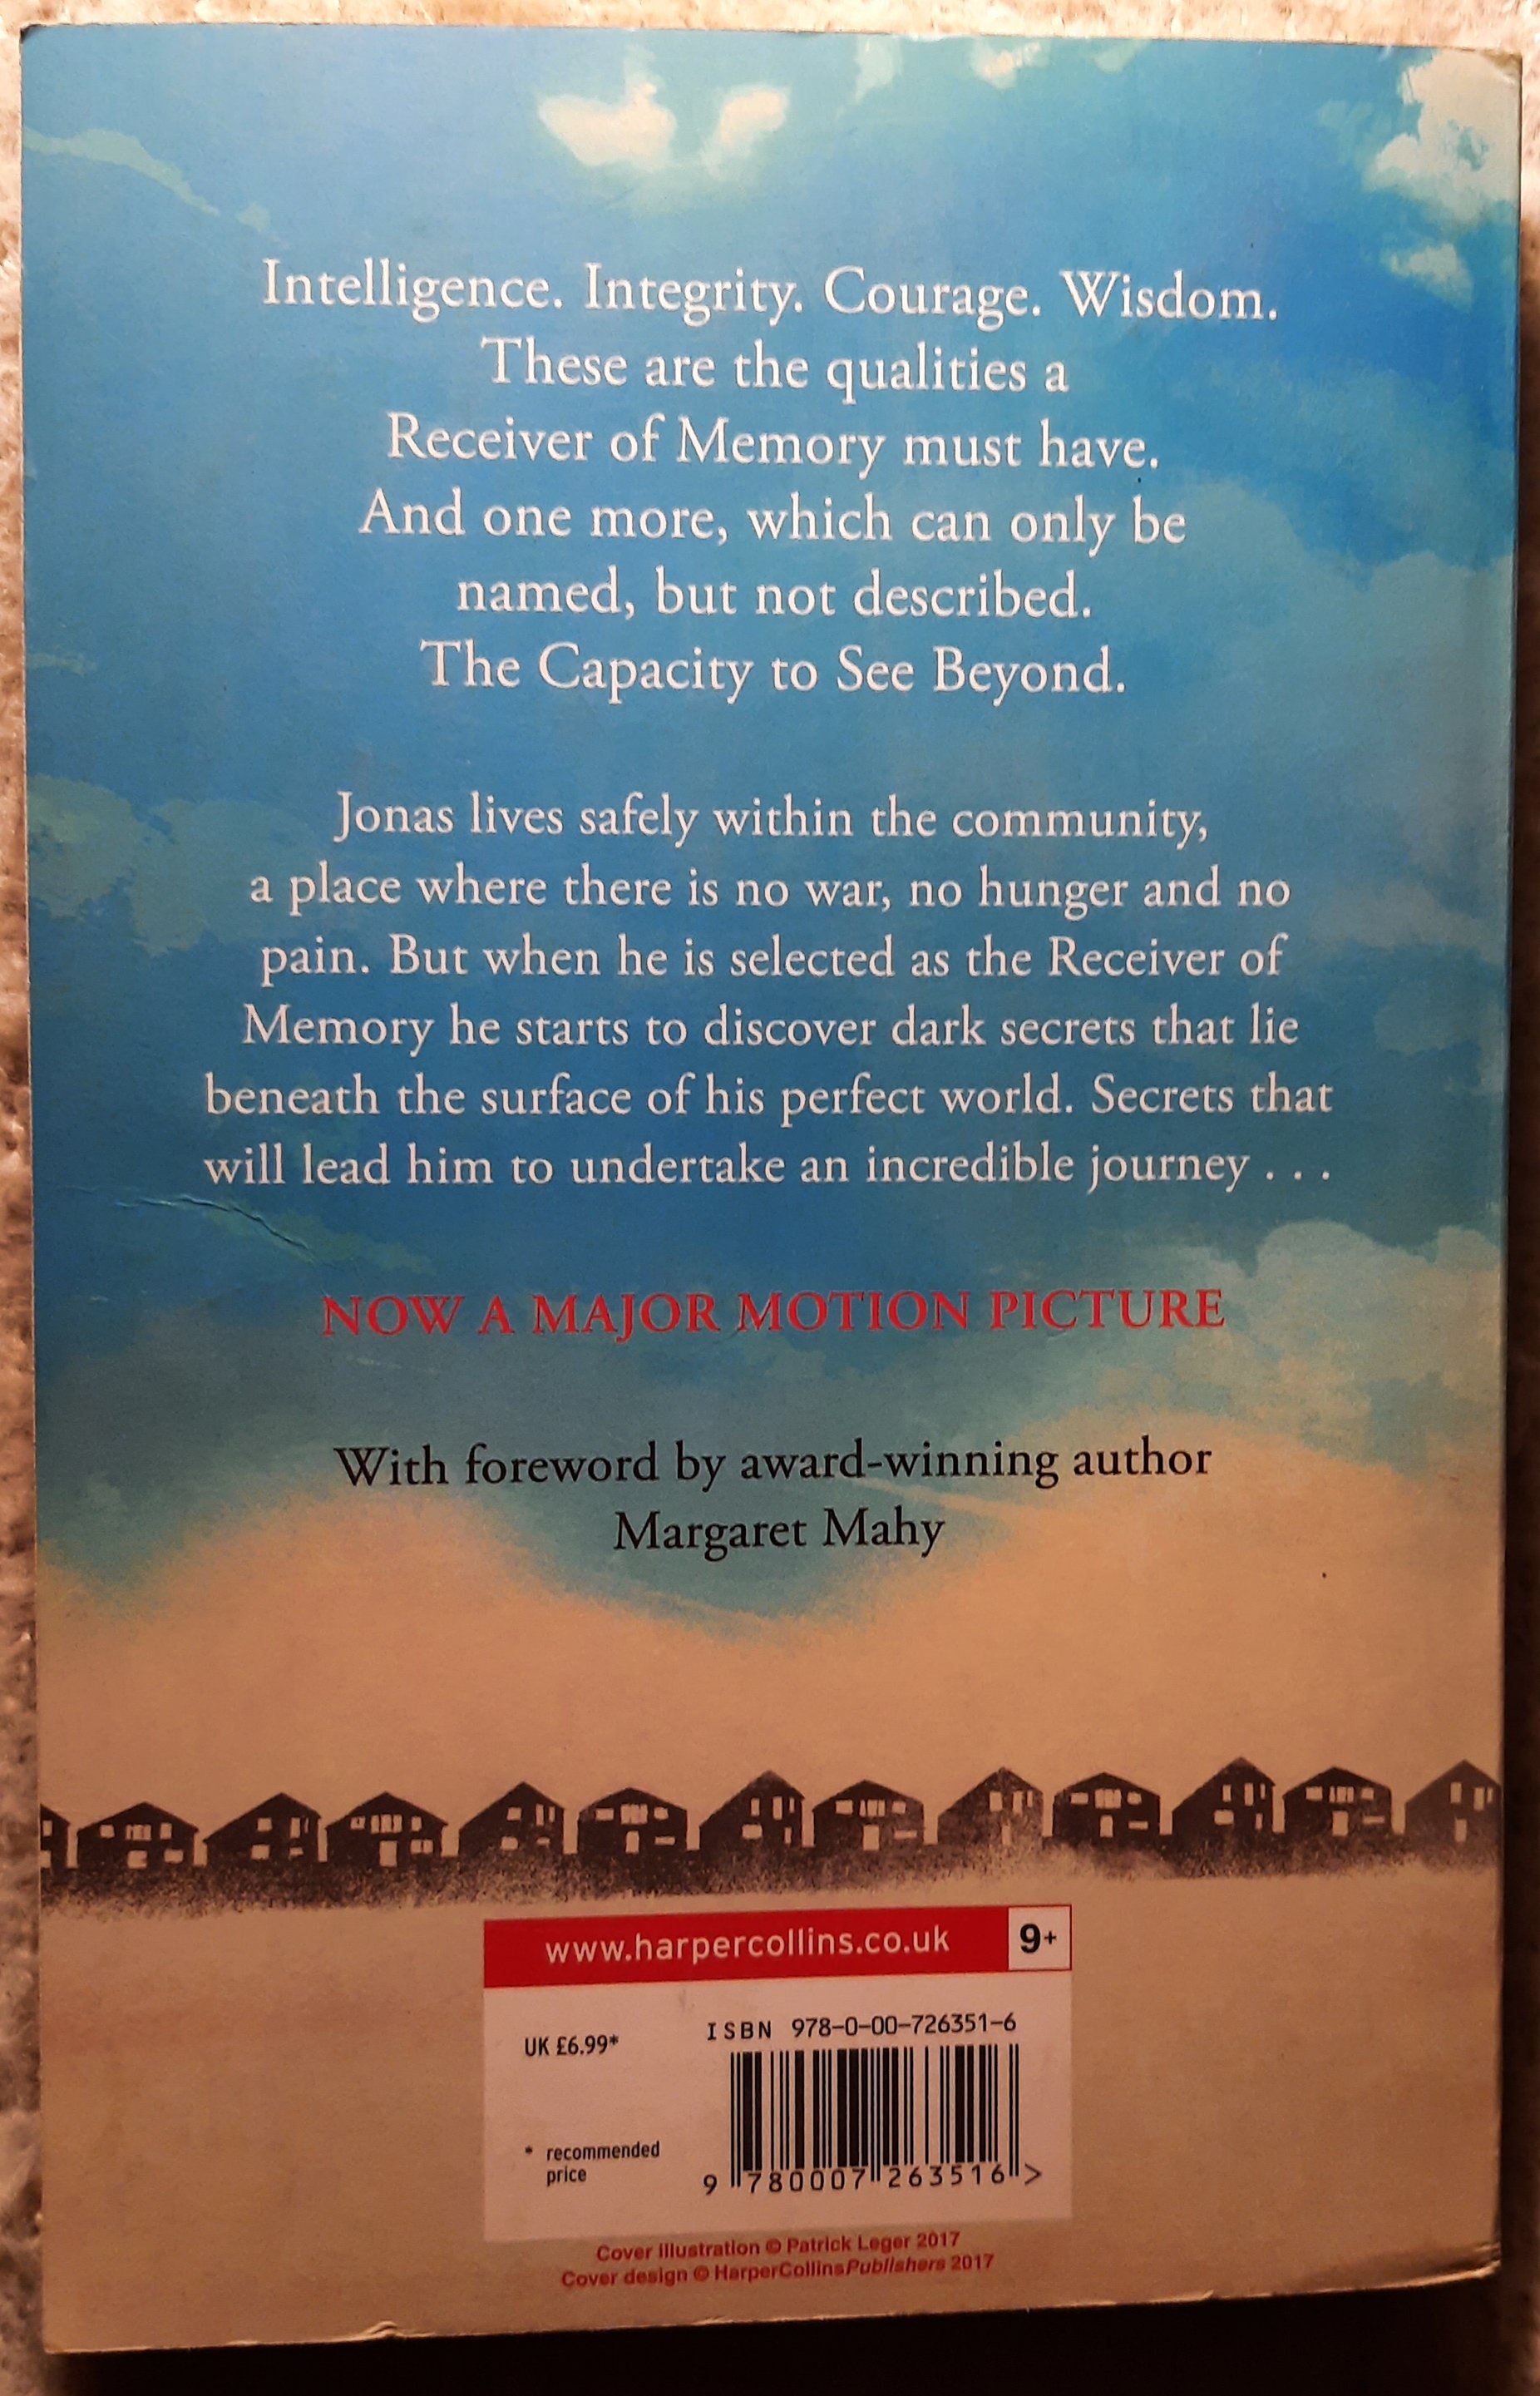 Intelligence. Integrity. Courage. Wisdom.
These are the qualities a
Receiver of Memory must have.
And one more, which can only be
named, but not described.
The Capacity to See Beyond.
Jonas lives safely within the community,
a place where there is no war, no hunger and no
pain. But when he is selected as the Receiver of
Memory he starts to discover dark secrets that lie
beneath the surface of his perfect world. Secrets that
will lead him to undertake an incredible journey . . .
NOW A MAJOR MOTION PICTURE
With foreword by award-winning author
Margaret Mahy
www.harpercollins.co.uk 9+
UK £6.99*
ISBN 978-0-00-726351-6
* recommended
price
9 780007 263516 >
Cover illustration © Patrick Leger 2017
Cover design © HarperCollinsPublishers 2017